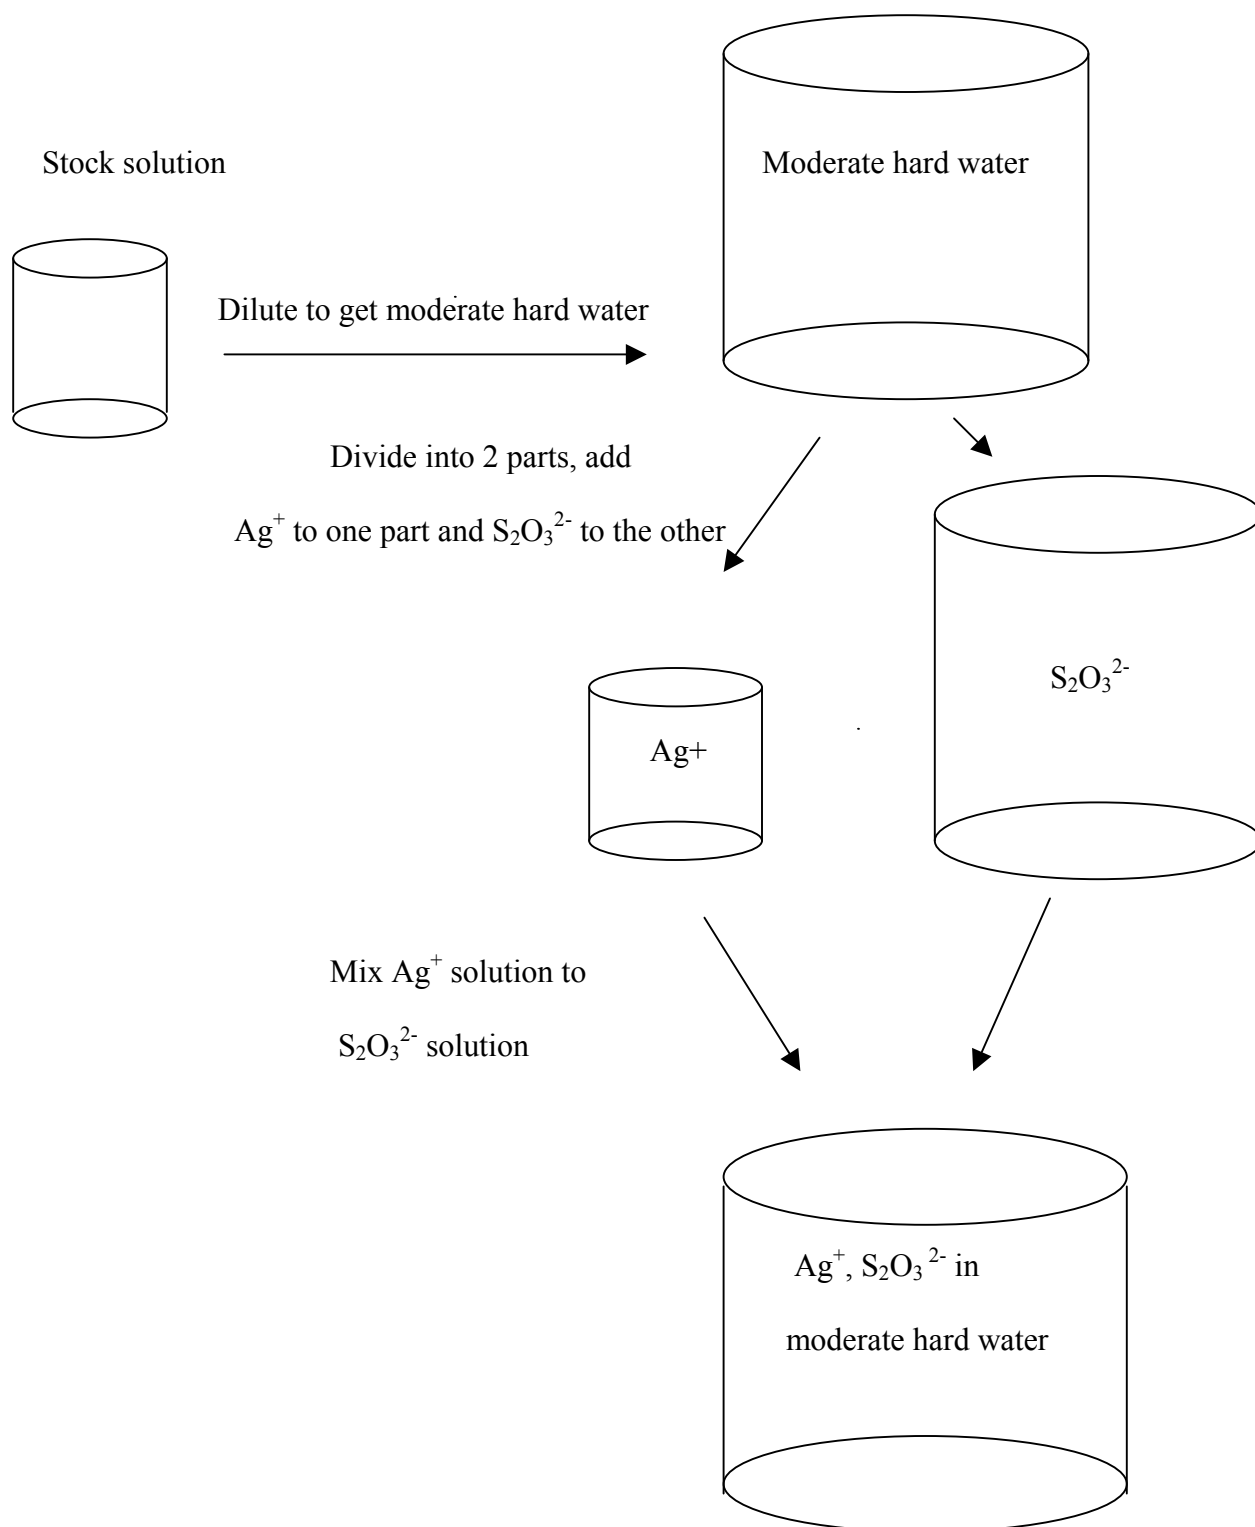 Stock solution
Moderate hard water
Dilute to get moderate hard water
Divide into 2 parts, add
Ag⁺ to one part and S₂O₃²⁻ to the other
S₂O₃²⁻
Ag+
Mix Ag⁺ solution to
S₂O₃²⁻ solution
Ag⁺, S₂O₃ ²⁻ in
moderate hard water